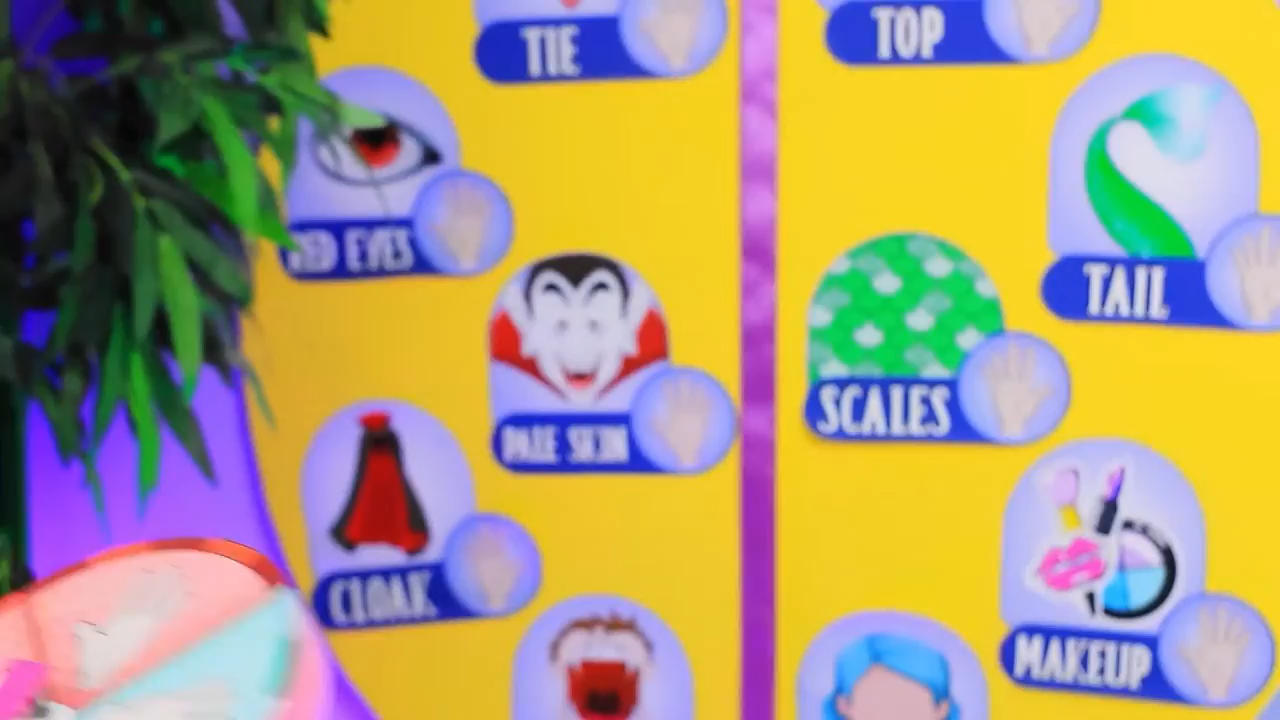 TIE
TOP
RED EYES
TAIL
PALE SKIN
SCALES
CLOAK
MAKEUP